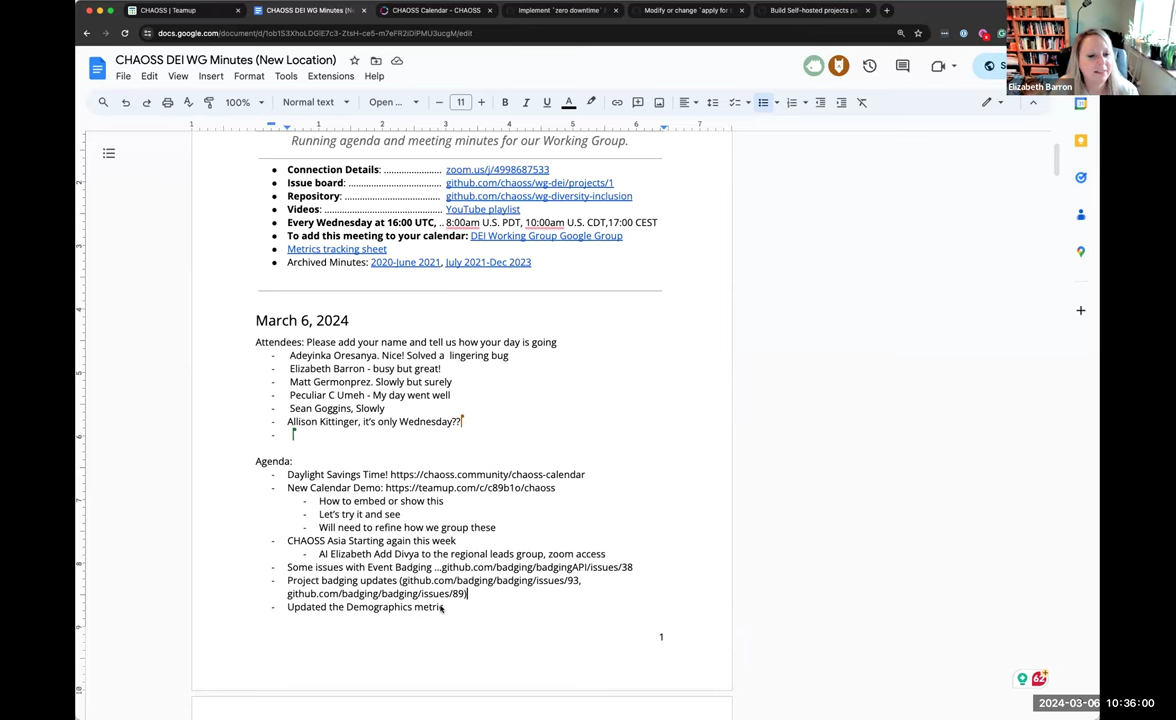 CHAOSS | Teamup
CHAOSS DEI WG Minutes (New L
CHAOSS Calendar - CHAOSS
Implement `zero downtime` f
Modify or change `apply for b
Build Self-hosted projects pa
docs.google.com/document/d/1ob1S3XhoLDGIE7c3-ZtsH-ce5-m7eFR2iDIPMU3ucgM/edit
CHAOSS DEI WG Minutes (New Location)
File Edit View Insert Format Tools Extensions Help
100% Normal text Open ... 11
Elizabeth Barron
1 1 2 3 4 5 6 7
Running agenda and meeting minutes for our Working Group.
● Connection Details: ...................... zoom.us/j/4998687533
● Issue board: ................................ github.com/chaoss/wg-dei/projects/1
● Repository: ................................. github.com/chaoss/wg-diversity-inclusion
● Videos: ........................................ YouTube playlist
● Every Wednesday at 16:00 UTC, .. 8:00am U.S. PDT, 10:00am U.S. CDT,17:00 CEST
● To add this meeting to your calendar: DEI Working Group Google Group
● Metrics tracking sheet
● Archived Minutes: 2020-June 2021, July 2021-Dec 2023
March 6, 2024
Attendees: Please add your name and tell us how your day is going
- Adeyinka Oresanya. Nice! Solved a lingering bug
- Elizabeth Barron - busy but great!
- Matt Germonprez. Slowly but surely
- Peculiar C Umeh - My day went well
- Sean Goggins, Slowly
- Allison Kittinger, it's only Wednesday??
-
Agenda:
- Daylight Savings Time! https://chaoss.community/chaoss-calendar
- New Calendar Demo: https://teamup.com/c/c89b1o/chaoss
- How to embed or show this
- Let's try it and see
- Will need to refine how we group these
- CHAOSS Asia Starting again this week
- AI Elizabeth Add Divya to the regional leads group, zoom access
- Some issues with Event Badging ...github.com/badging/badgingAPI/issues/38
- Project badging updates (github.com/badging/badging/issues/93,
github.com/badging/badging/issues/89)
- Updated the Demographics metric
1
62
2024-03-06 10:36:00